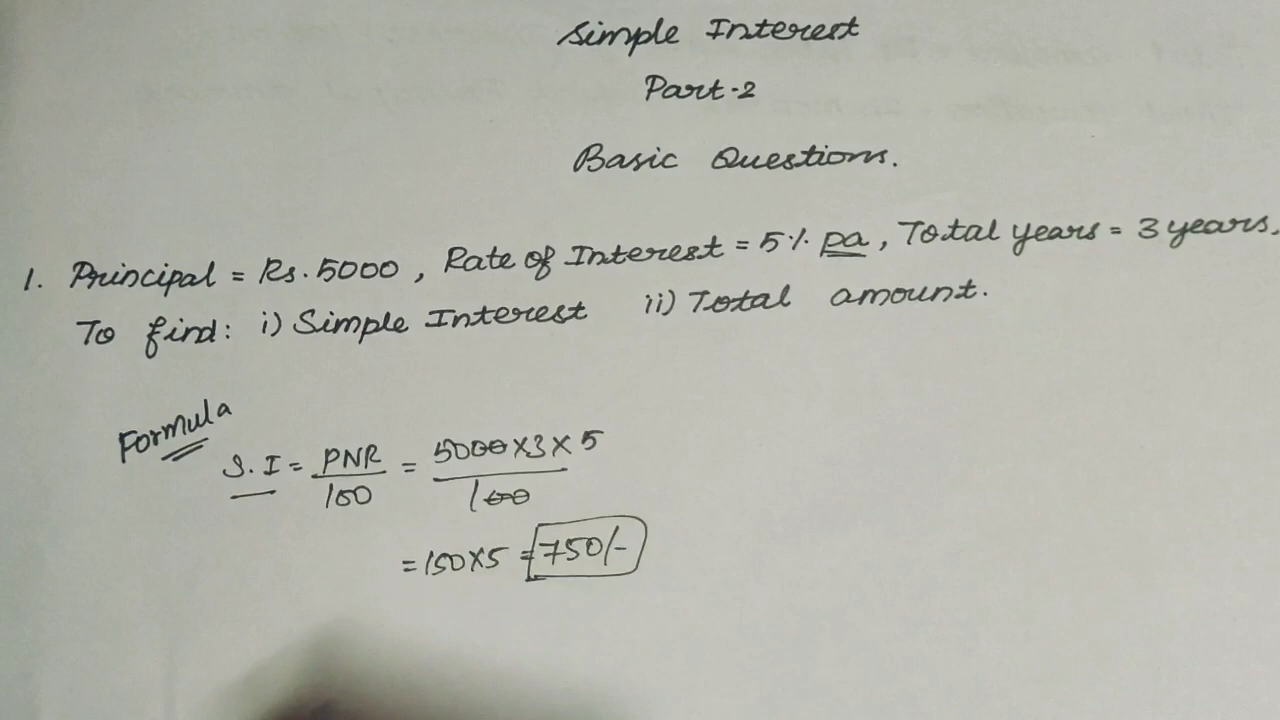 Simple Interest
Part-2
Basic Questions.
1. Principal = Rs. 5000, Rate of Interest = 5% pa, Total years = 3 years.
To find: i) Simple Interest ii) Total amount.
Formula
S.I = PNR/100 = 5000×3×5/100
= 150×5 = 750/-